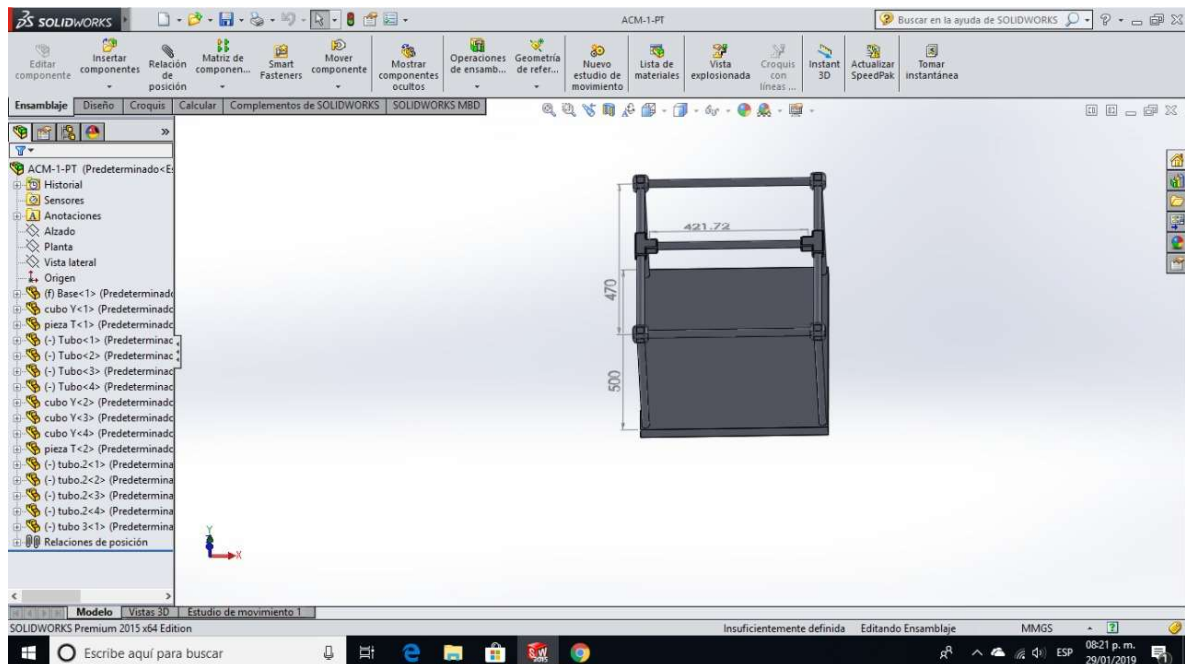 SOLIDWORKS
ACM-1-PT
Buscar en la ayuda de SOLIDWORKS
Editar componente
Insertar componentes
Relación de posición
Matriz de componen...
Smart Fasteners
Mover componente
Mostrar componentes ocultos
Operaciones de ensamb...
Geometría de refer...
Nuevo estudio de movimiento
Lista de materiales
Vista explosionada
Croquis con líneas ...
Instant 3D
Actualizar SpeedPak
Tomar instantánea
Ensamblaje Diseño Croquis Calcular Complementos de SOLIDWORKS SOLIDWORKS MBD
ACM-1-PT (Predeterminado<E
Historial
Sensores
Anotaciones
Alzado
Planta
Vista lateral
Origen
(f) Base<1> (Predeterminado
cubo Y<1> (Predeterminado
pieza T<1> (Predeterminado
(-) Tubo<1> (Predeterminac
(-) Tubo<2> (Predeterminac
(-) Tubo<3> (Predeterminac
(-) Tubo<4> (Predeterminac
cubo Y<2> (Predeterminado
cubo Y<3> (Predeterminado
cubo Y<4> (Predeterminado
pieza T<2> (Predeterminado
(-) tubo.2<1> (Predetermina
(-) tubo.2<2> (Predetermina
(-) tubo.2<3> (Predetermina
(-) tubo.2<4> (Predetermina
(-) tubo 3<1> (Predetermina
Relaciones de posición
421.72
470
500
Y
X
Modelo Vistas 3D Estudio de movimiento 1
SOLIDWORKS Premium 2015 x64 Edition
Insuficientemente definida Editando Ensamblaje MMGS
Escribe aquí para buscar
ESP
08:21 p. m.
29/01/2019